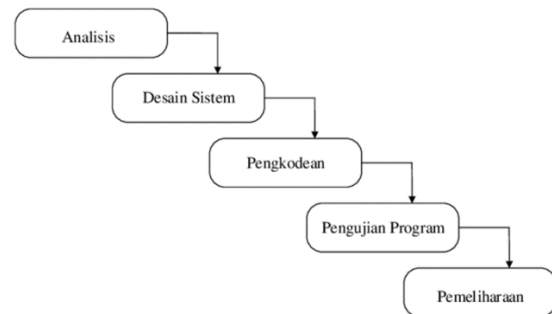 Analisis
Desain Sistem
Pengkodean
Pengujian Program
Pemeliharaan